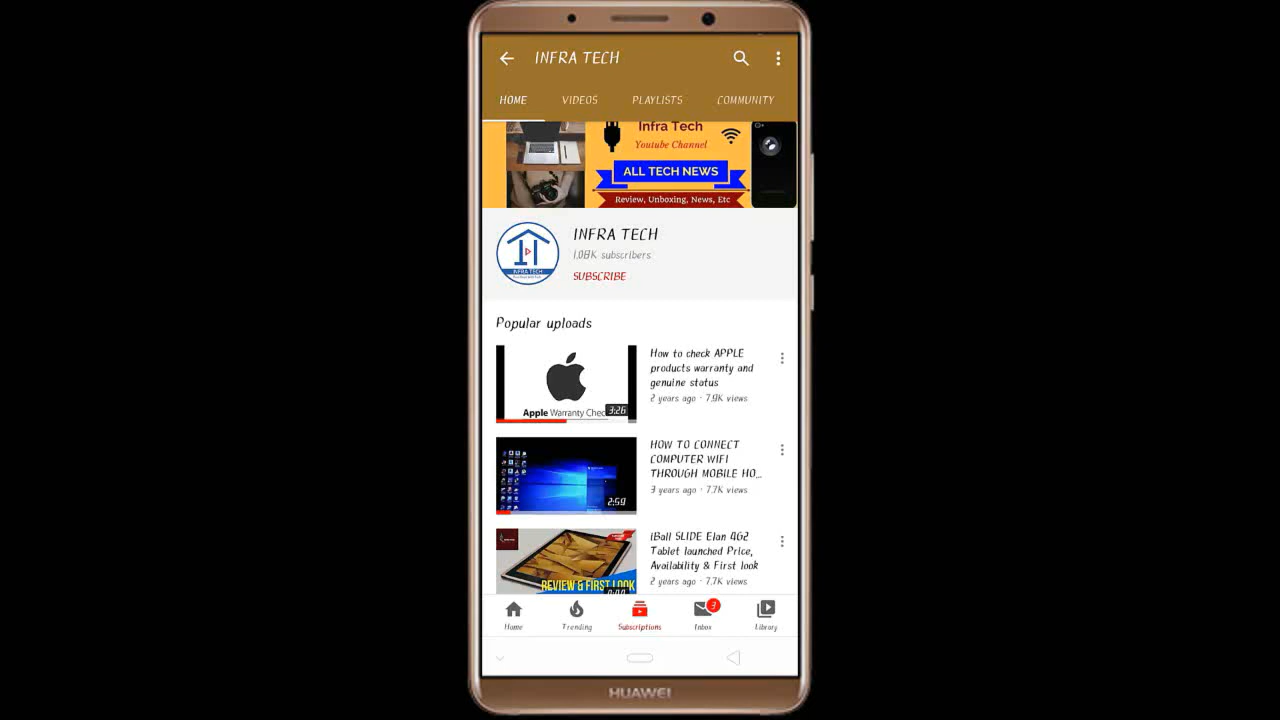 INFRA TECH
HOME VIDEOS PLAYLISTS COMMUNITY
Infra Tech
Youtube Channel
ALL TECH NEWS
Review, Unboxing, News, Etc
INFRA TECH
INFRA TECH
1.08K subscribers
SUBSCRIBE
Popular uploads
Apple Warranty Chec
3:26
How to check APPLE
products warranty and
genuine status
2 years ago · 7.9K views
2:59
HOW TO CONNECT
COMPUTER WIFI
THROUGH MOBILE HO...
3 years ago · 7.7K views
REVIEW & FIRST LOOK
iBall SLIDE Elan 4G2
Tablet launched Price,
Availability & First look
2 years ago · 7.7K views
7
Home Trending Subscriptions Inbox Library
HUAWEI